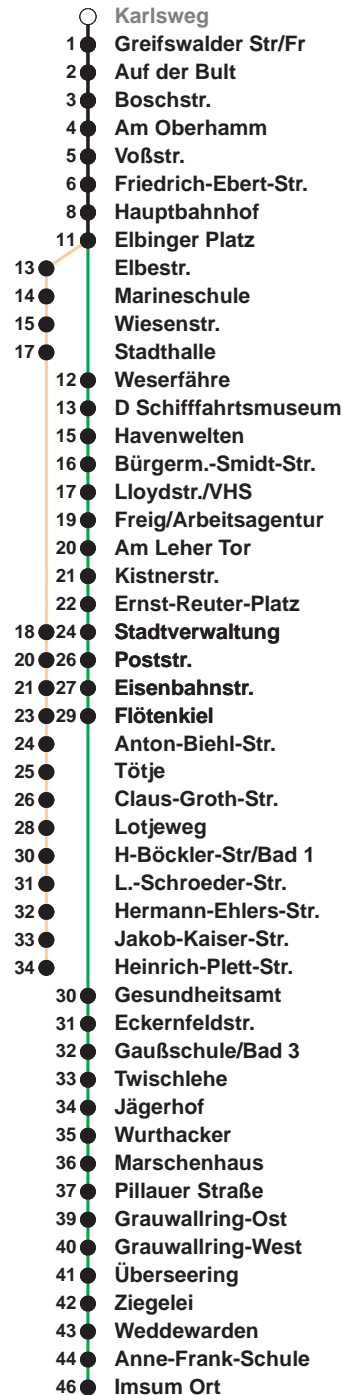 Karlsweg
1 Greifswalder Str/Fr
2 Auf der Bult
3 Boschstr.
4 Am Oberhamm
5 Voßstr.
6 Friedrich-Ebert-Str.
8 Hauptbahnhof
11 Elbinger Platz
13 Elbestr.
14 Marineschule
15 Wiesenstr.
17 Stadthalle
12 Weserfähre
13 D Schifffahrtsmuseum
15 Havenwelten
16 Bürgerm.-Smidt-Str.
17 Lloydstr./VHS
19 Freig/Arbeitsagentur
20 Am Leher Tor
21 Kistnerstr.
22 Ernst-Reuter-Platz
18 24 Stadtverwaltung
20 26 Poststr.
21 27 Eisenbahnstr.
23 29 Flötenkiel
24 Anton-Biehl-Str.
25 Tötje
26 Claus-Groth-Str.
28 Lotjeweg
30 H-Böckler-Str/Bad 1
31 L.-Schroeder-Str.
32 Hermann-Ehlers-Str.
33 Jakob-Kaiser-Str.
34 Heinrich-Plett-Str.
30 Gesundheitsamt
31 Eckernfeldstr.
32 Gaußschule/Bad 3
33 Twischlehe
34 Jägerhof
35 Wurthacker
36 Marschenhaus
37 Pillauer Straße
39 Grauwallring-Ost
40 Grauwallring-West
41 Überseering
42 Ziegelei
43 Weddewarden
44 Anne-Frank-Schule
46 Imsum Ort